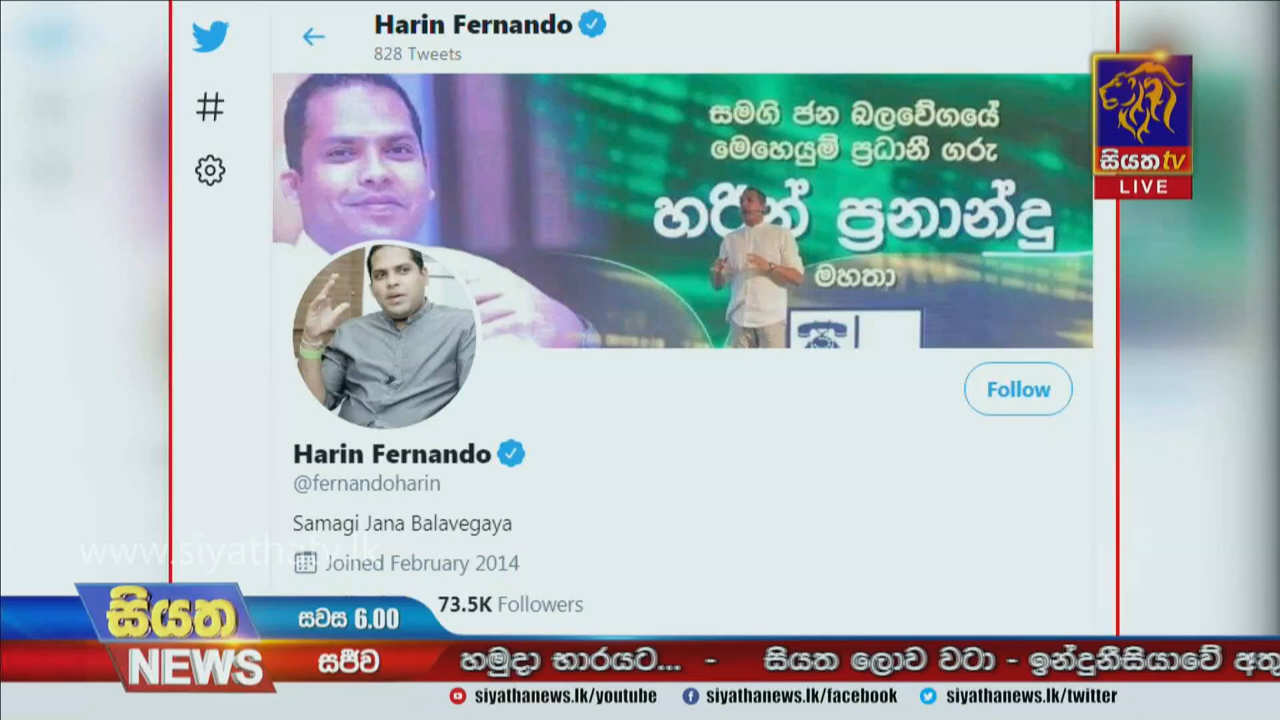 Harin Fernando
828 Tweets
සමගි ජන බලවේගයේ
මෙහෙයුම් ප්‍රධානී ගරු
හරින් ප්‍රනාන්දු
මහතා
සියත tv
LIVE
Follow
Harin Fernando
@fernandoharin
Samagi Jana Balavegaya
www.siyathatv.lk
Joined February 2014
73.5K Followers
සියත
NEWS
සවස 6.00
සජීව
හමුදා භාරයට... - සියත ලොව වටා - ඉන්දුනීසියාවේ අතු
siyathanews.lk/youtube siyathanews.lk/facebook siyathanews.lk/twitter